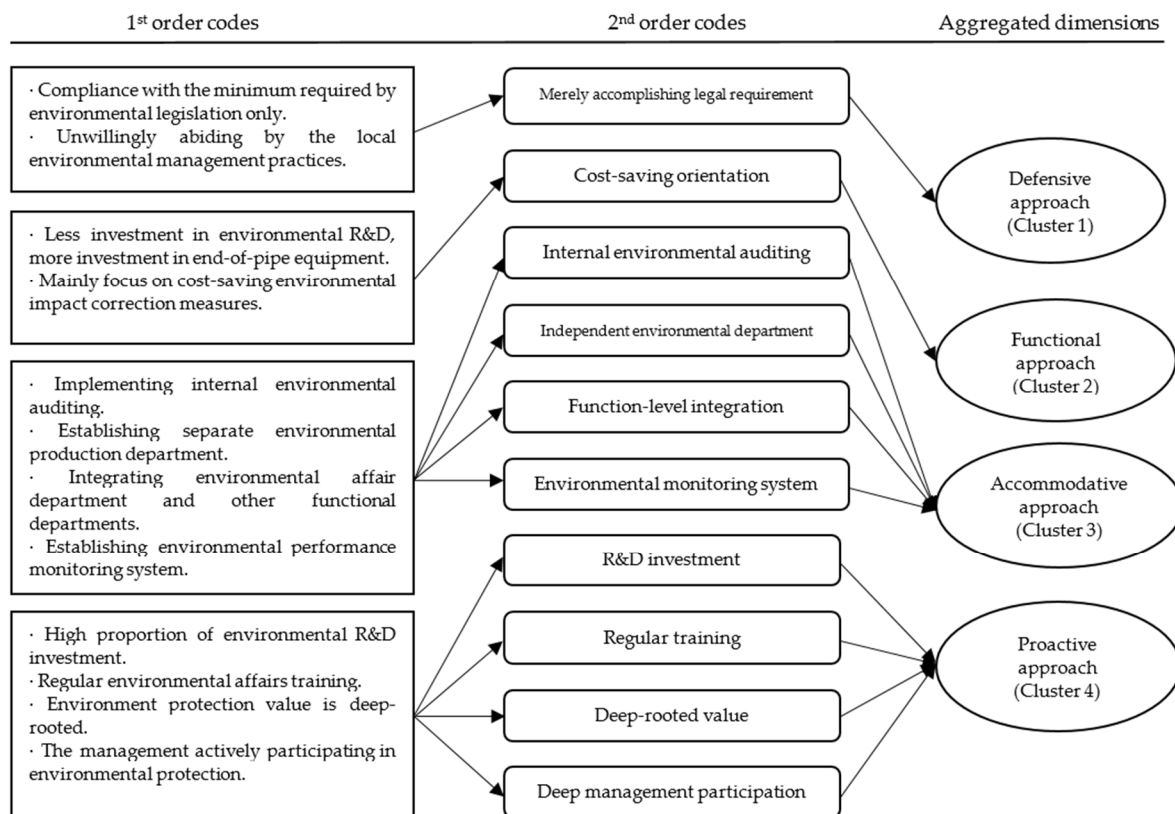 1st order codes
2nd order codes
Aggregated dimensions
· Compliance with the minimum required by
environmental legislation only.
· Unwillingly abiding by the local
environmental management practices.
· Less investment in environmental R&D,
more investment in end-of-pipe equipment.
· Mainly focus on cost-saving environmental
impact correction measures.
· Implementing internal environmental
auditing.
· Establishing separate environmental
production department.
· Integrating environmental affair
department and other functional
departments.
· Establishing environmental performance
monitoring system.
· High proportion of environmental R&D
investment.
· Regular environmental affairs training.
· Environment protection value is deep-
rooted.
· The management actively participating in
environmental protection.
Merely accomplishing legal requirement
Cost-saving orientation
Internal environmental auditing
Independent environmental department
Function-level integration
Environmental monitoring system
R&D investment
Regular training
Deep-rooted value
Deep management participation
Defensive
approach
(Cluster 1)
Functional
approach
(Cluster 2)
Accommodative
approach
(Cluster 3)
Proactive
approach
(Cluster 4)